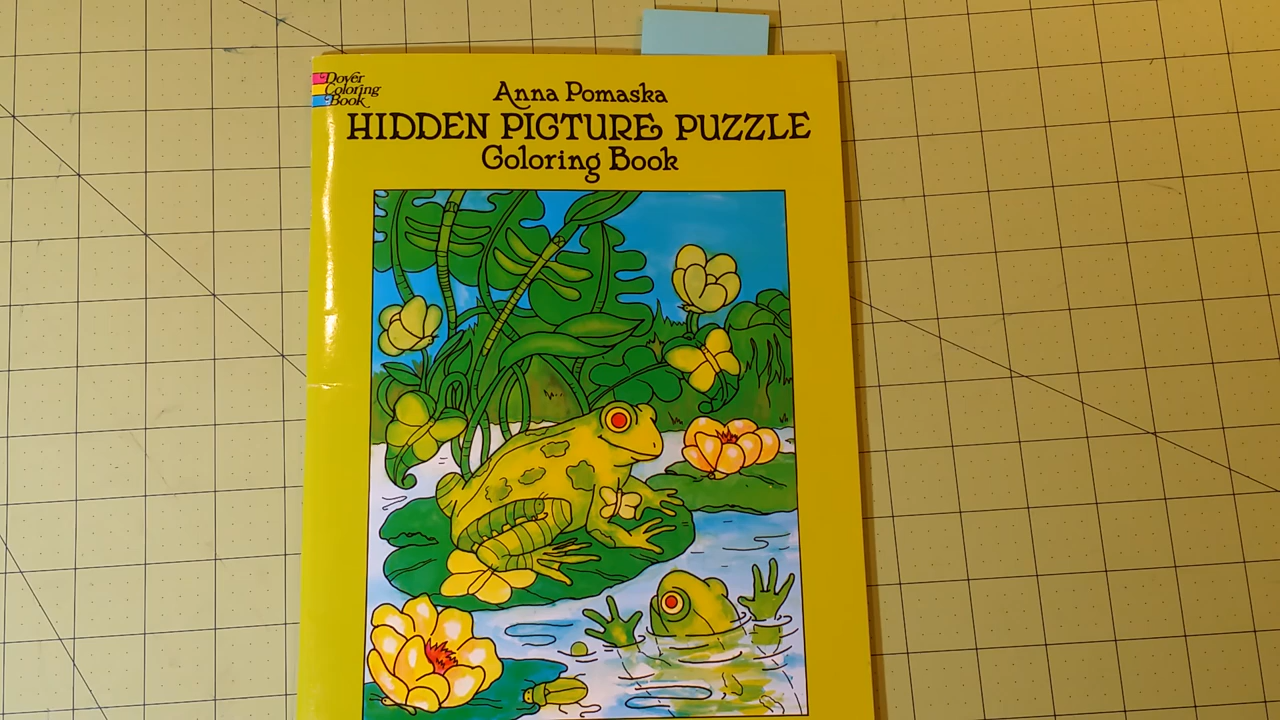 Dover
Coloring
Book
Anna Pomaska
HIDDEN PICTURE PUZZLE
Coloring Book